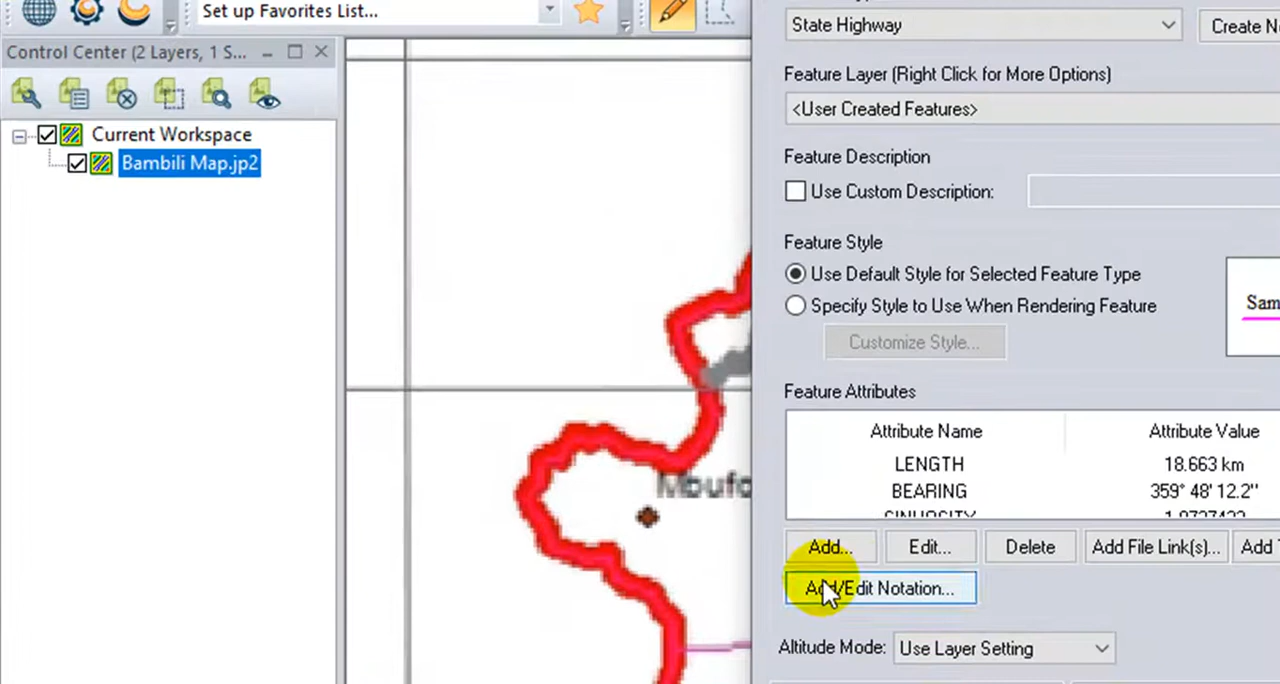 Set up Favorites List...
Control Center (2 Layers, 1 S...
Current Workspace
Bambili Map.jp2
State Highway
Feature Layer (Right Click for More Options)
<User Created Features>
Feature Description
Use Custom Description:
Feature Style
Use Default Style for Selected Feature Type
Specify Style to Use When Rendering Feature
Customize Style...
Sam
Feature Attributes
Attribute Name Attribute Value
LENGTH 18.663 km
BEARING 359° 48' 12.2"
Add... Edit... Delete Add File Link(s)... Add
Add/Edit Notation...
Altitude Mode: Use Layer Setting